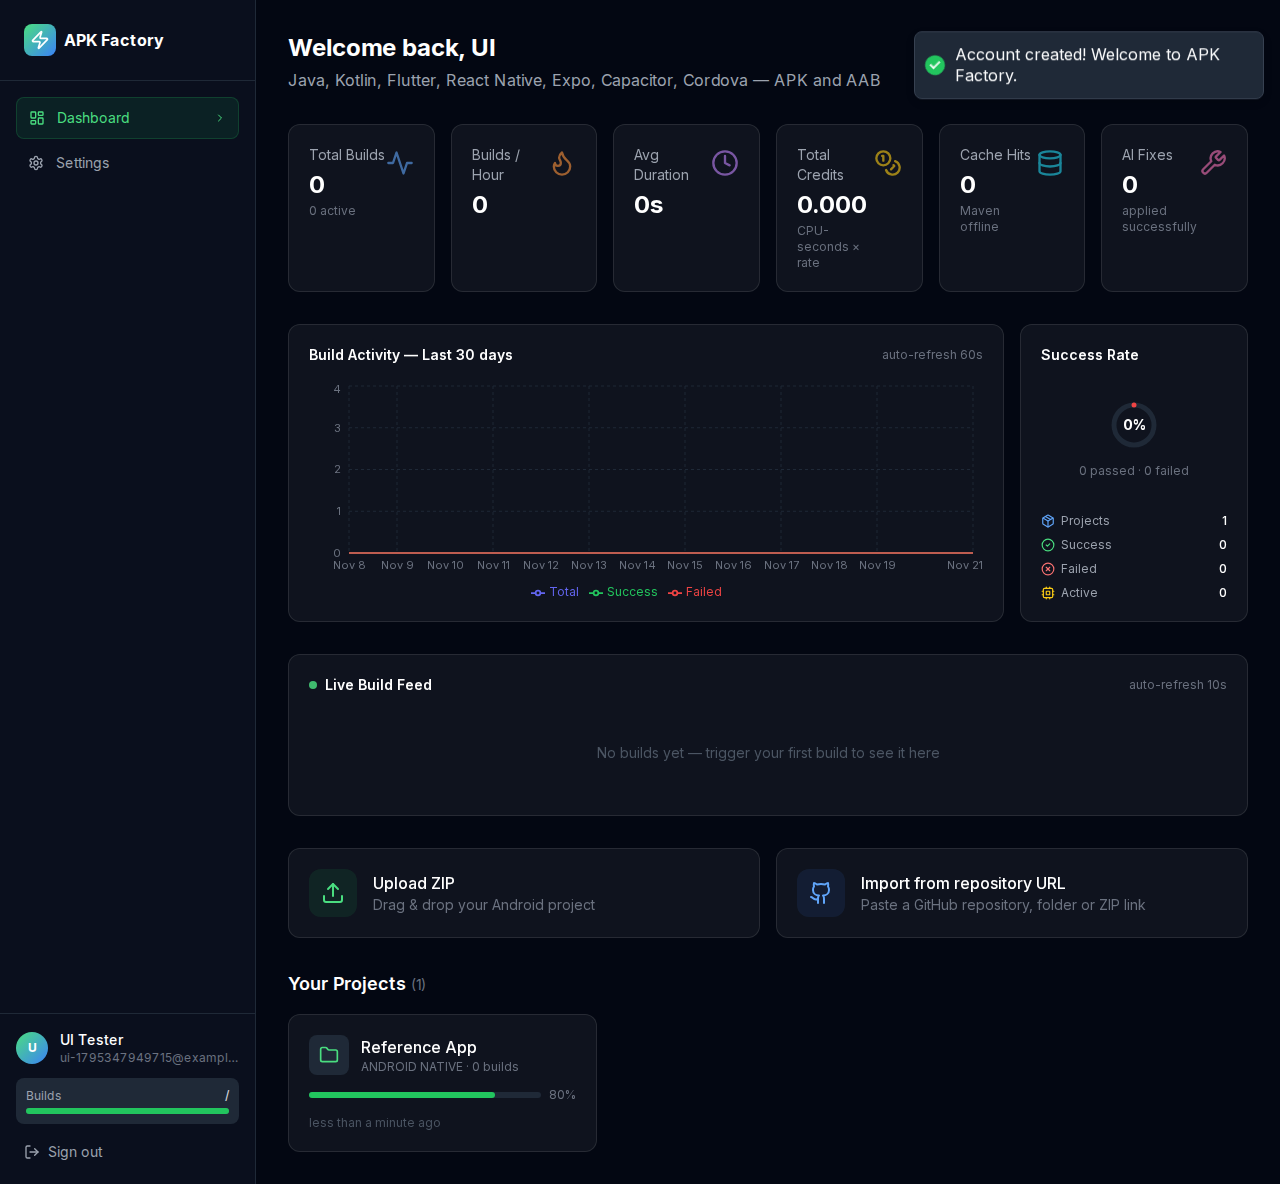 APK Factory
Dashboard
Settings
UI Tester
ui-1795347949715@exampl...
Builds /
Sign out
Welcome back, UI
Java, Kotlin, Flutter, React Native, Expo, Capacitor, Cordova — APK and AAB
Account created! Welcome to APK
Factory.
Total Builds
0
0 active
Builds /
Hour
0
Avg
Duration
0s
Total
Credits
0.000
CPU-
seconds ×
rate
Cache Hits
0
Maven
offline
AI Fixes
0
applied
successfully
Build Activity — Last 30 days
auto-refresh 60s
4
3
2
1
0
Nov 8 Nov 9 Nov 10 Nov 11 Nov 12 Nov 13 Nov 14 Nov 15 Nov 16 Nov 17 Nov 18 Nov 19 Nov 21
Total Success Failed
Success Rate
0%
0 passed · 0 failed
Projects 1
Success 0
Failed 0
Active 0
Live Build Feed
auto-refresh 10s
No builds yet — trigger your first build to see it here
Upload ZIP
Drag & drop your Android project
Import from repository URL
Paste a GitHub repository, folder or ZIP link
Your Projects (1)
Reference App
ANDROID NATIVE · 0 builds
80%
less than a minute ago
U